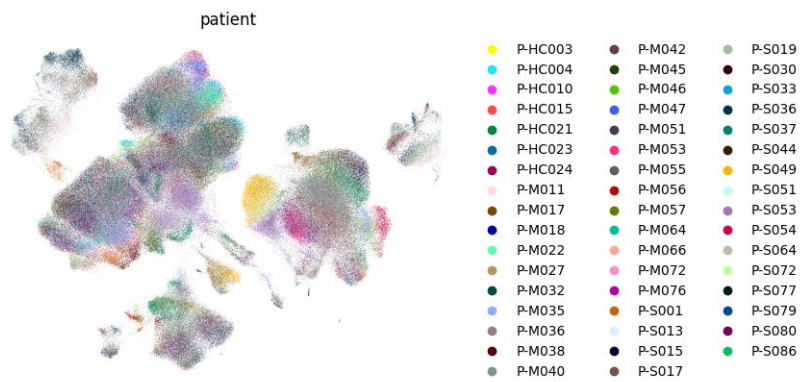 patient
P-HC003
P-HC004
P-HC010
P-HC015
P-HC021
P-HC023
P-HC024
P-M011
P-M017
P-M018
P-M022
P-M027
P-M032
P-M035
P-M036
P-M038
P-M040
P-M042
P-M045
P-M046
P-M047
P-M051
P-M053
P-M055
P-M056
P-M057
P-M064
P-M066
P-M072
P-M076
P-S001
P-S013
P-S015
P-S017
P-S019
P-S030
P-S033
P-S036
P-S037
P-S044
P-S049
P-S051
P-S053
P-S054
P-S064
P-S072
P-S077
P-S079
P-S080
P-S086